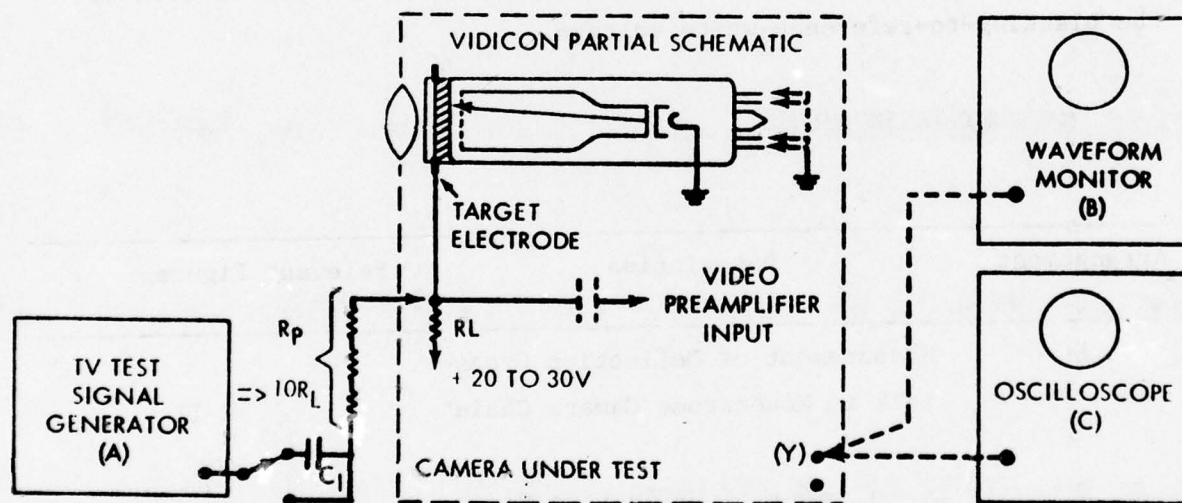 VIDICON PARTIAL SCHEMATIC
TARGET
ELECTRODE
VIDEO
PREAMPLIFIER
INPUT
RL
+ 20 TO 30V
Rp
=> 10RL
C1
TV TEST
SIGNAL
GENERATOR
(A)
CAMERA UNDER TEST
(Y)
WAVEFORM
MONITOR
(B)
OSCILLOSCOPE
(C)